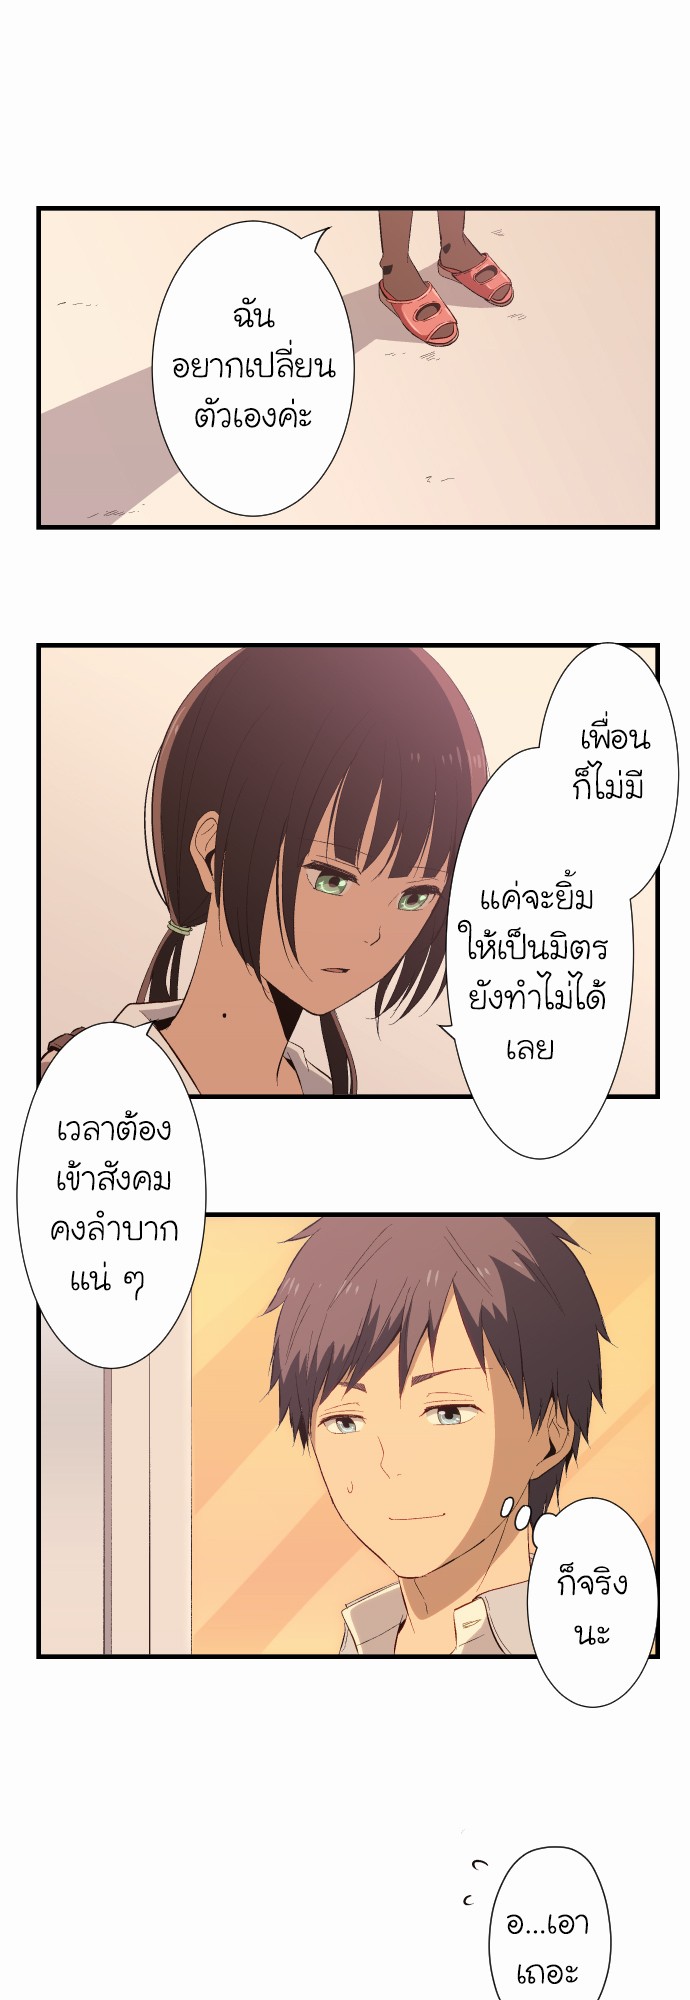 ฉัน
อยากเปลี่ยน
ตัวเองค่ะ
เพื่อน
ก็ไม่มี
แค่จะยิ้ม
ให้เป็นมิตร
ยังทำไม่ได้
เลย
เวลาต้อง
เข้าสังคม
คงลำบาก
แน่ ๆ
ก็จริง
นะ
อ...เอา
เถอะ